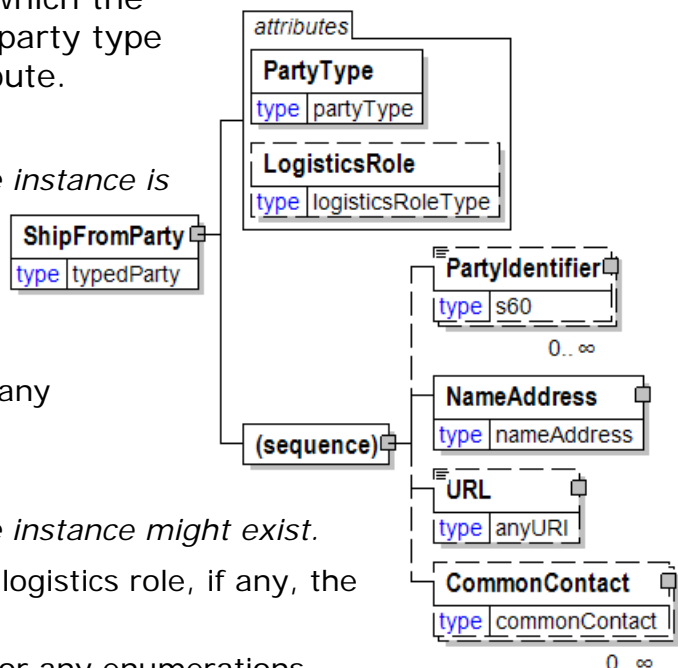 which the
party type
bute.
e instance is
any
e instance might exist.
logistics role, if any, the
or any enumerations
attributes
PartyType
type partyType
LogisticsRole
type logisticsRoleType
ShipFromParty
type typedParty
(sequence)
PartyIdentifier
type s60
0.. ∞
NameAddress
type nameAddress
URL
type anyURI
CommonContact
type commonContact
0.. ∞